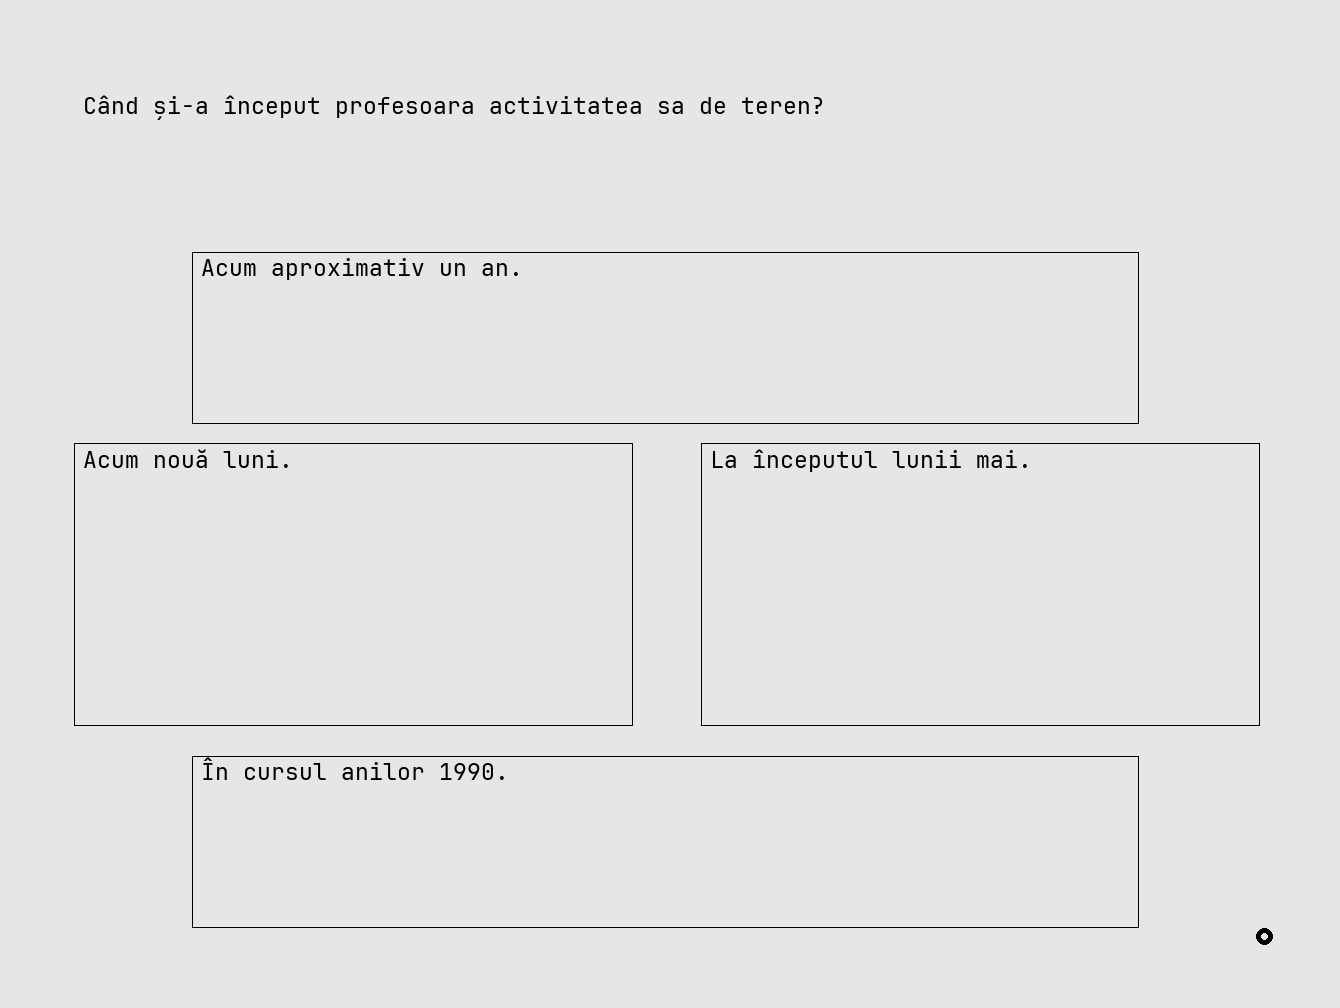 Când și-a început profesoara activitatea sa de teren?
Acum aproximativ un an.
Acum nouă luni.
La începutul lunii mai.
În cursul anilor 1990.